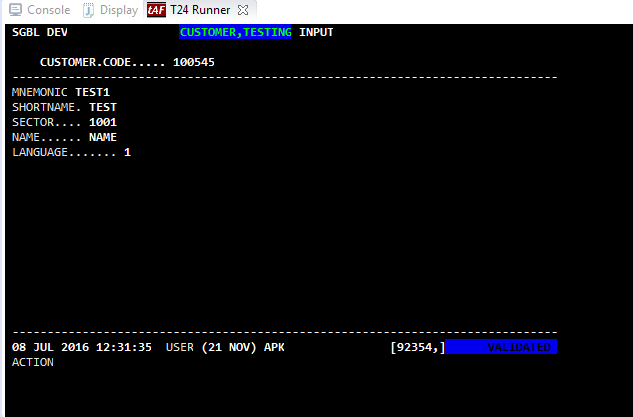 Console Display tAF T24 Runner
SGBL DEV CUSTOMER,TESTING INPUT
CUSTOMER.CODE..... 100545
------------------------------------------------------------------------------
MNEMONIC TEST1
SHORTNAME. TEST
SECTOR.... 1001
NAME...... NAME
LANGUAGE....... 1
------------------------------------------------------------------------------
08 JUL 2016 12:31:35 USER (21 NOV) APK [92354,] VALIDATED
ACTION